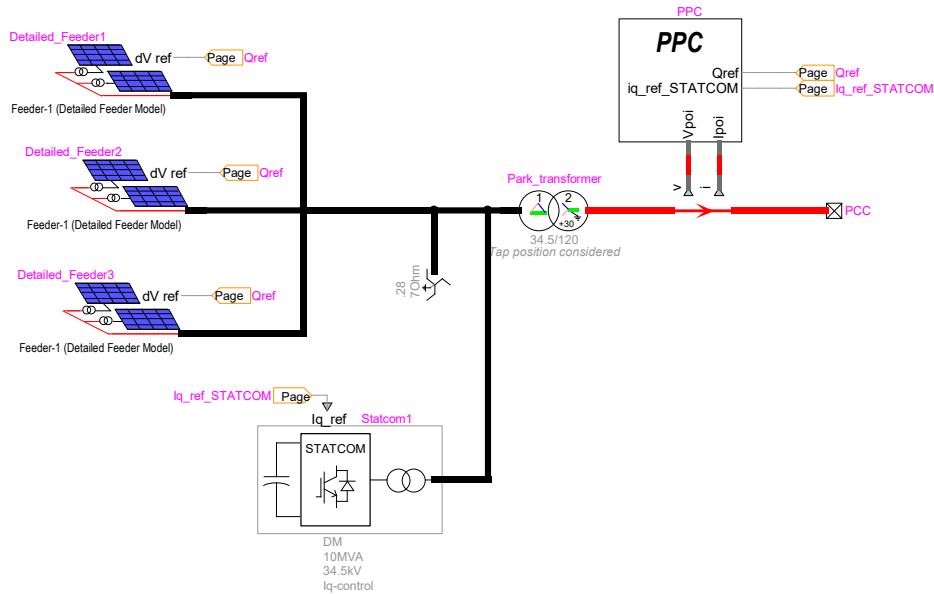 PPC
PPC
Qref
iq_ref_STATCOM
Page
Qref
Page
Iq_ref_STATCOM
Vpoi
Ipoi
v
i
Detailed_Feeder1
dV ref
Page
Qref
Feeder-1 (Detailed Feeder Model)
Detailed_Feeder2
dV ref
Page
Qref
Feeder-1 (Detailed Feeder Model)
Detailed_Feeder3
dV ref
Page
Qref
Feeder-1 (Detailed Feeder Model)
Park_transformer
1
2
+30
34.5/120
Tap position considered
PCC
.28
7Ohm
Iq_ref_STATCOM
Page
Iq_ref
Statcom1
STATCOM
DM
10MVA
34.5kV
Iq-control